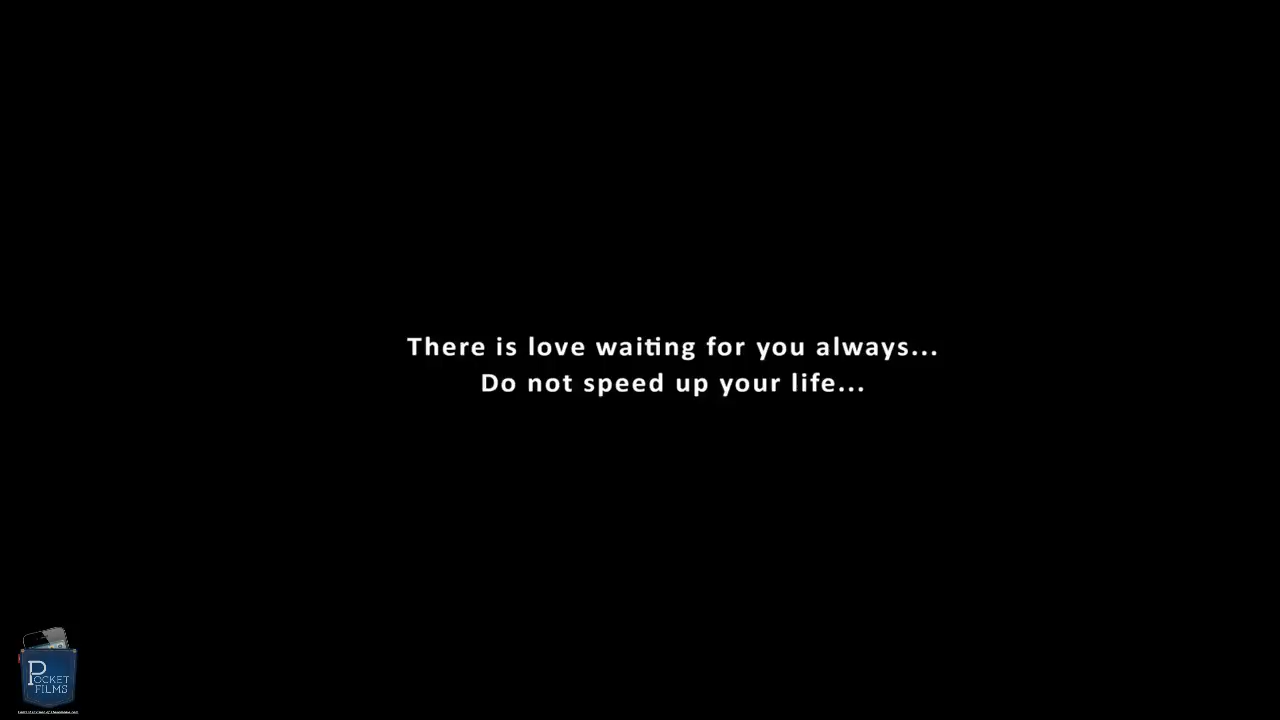 There is love waiting for you always...
Do not speed up your life...
POCKET
FILMS